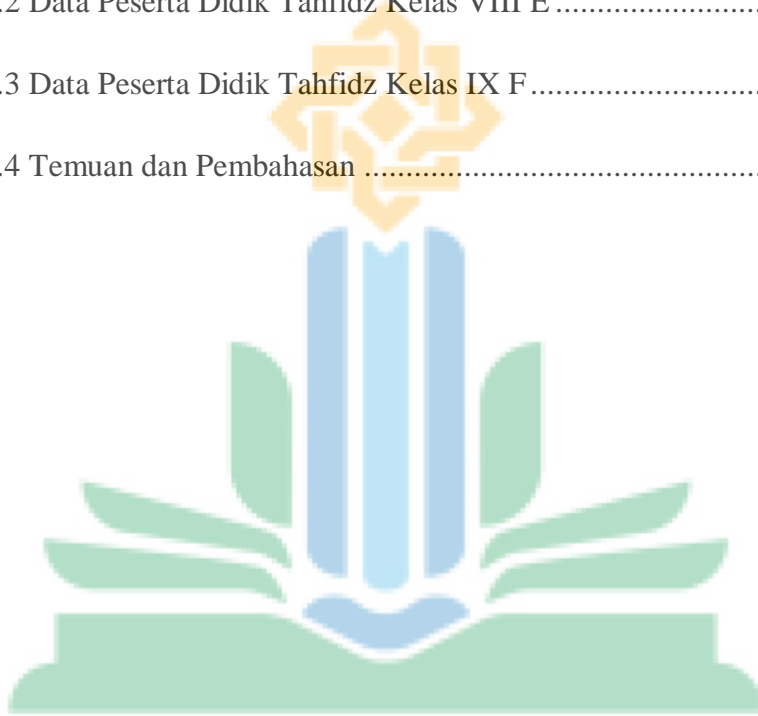 .2 Data Peserta Didik Tahfidz Kelas VIII E ...........................
.3 Data Peserta Didik Tahfidz Kelas IX F ..............................
.4 Temuan dan Pembahasan ...................................................